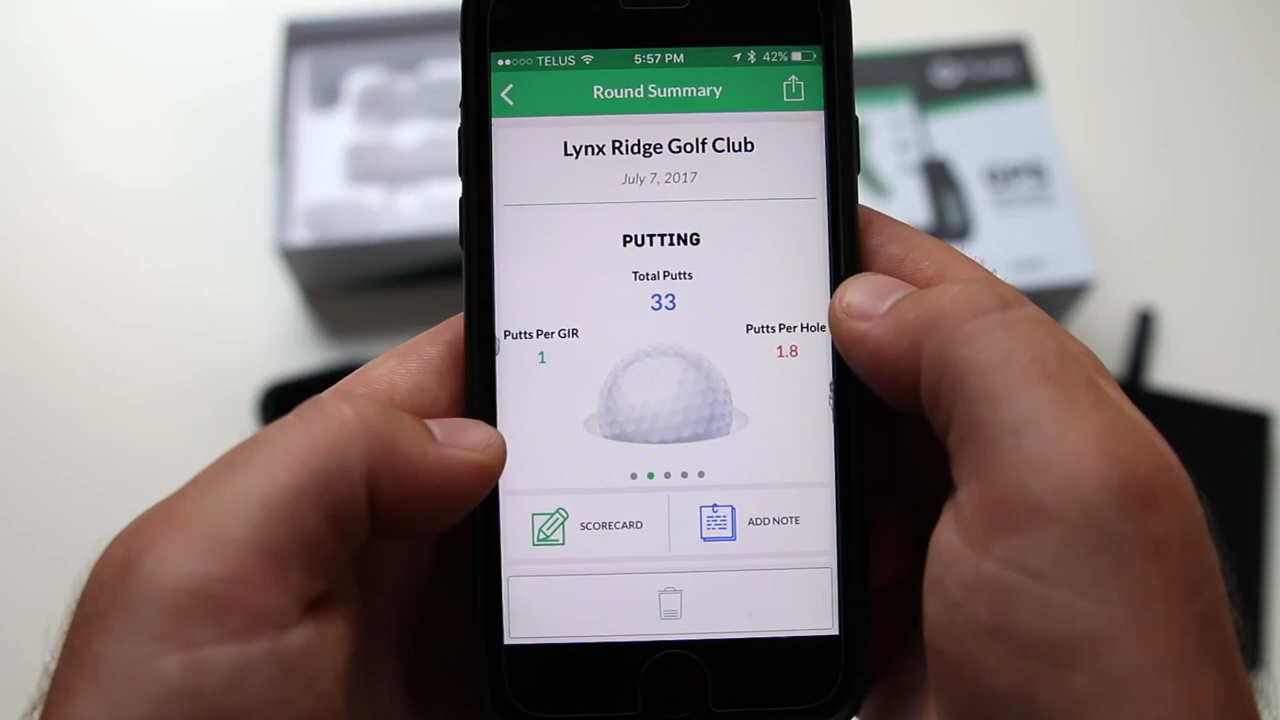 TELUS 5:57 PM 42%
Round Summary
Lynx Ridge Golf Club
July 7, 2017
PUTTING
Total Putts
33
Putts Per GIR Putts Per Hole
1 1.8
SCORECARD ADD NOTE
GPS